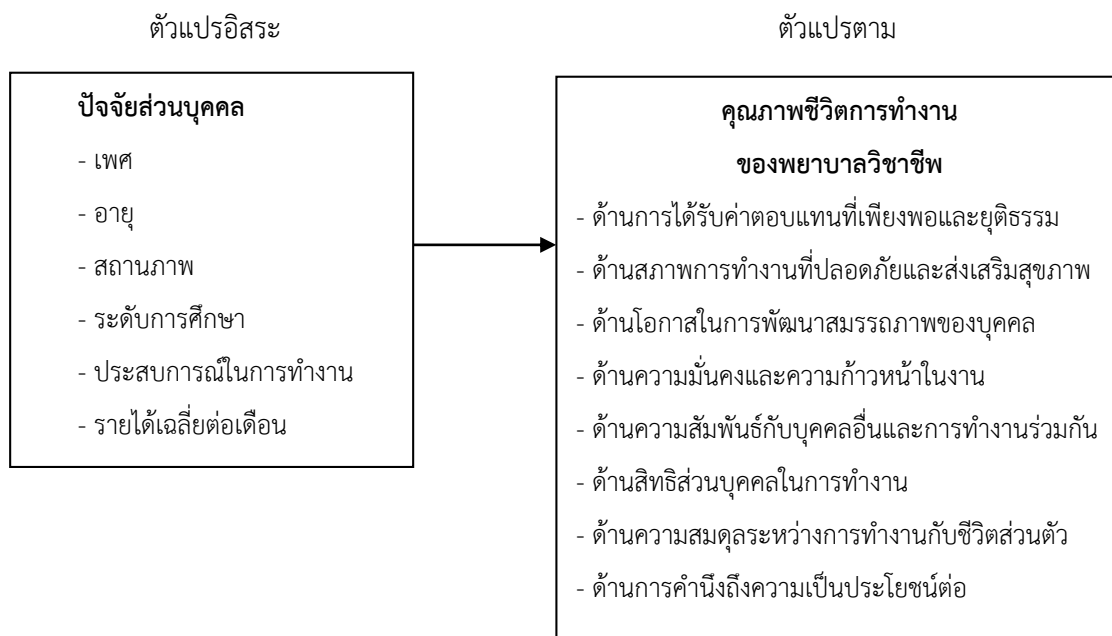 ตัวแปรอิสระ
ตัวแปรตาม
ปัจจัยส่วนบุคคล
- เพศ
- อายุ
- สถานภาพ
- ระดับการศึกษา
- ประสบการณ์ในการทำงาน
- รายได้เฉลี่ยต่อเดือน
คุณภาพชีวิตการทำงาน
ของพยาบาลวิชาชีพ
- ด้านการได้รับค่าตอบแทนที่เพียงพอและยุติธรรม
- ด้านสภาพการทำงานที่ปลอดภัยและส่งเสริมสุขภาพ
- ด้านโอกาสในการพัฒนาสมรรถภาพของบุคคล
- ด้านความมั่นคงและความก้าวหน้าในงาน
- ด้านความสัมพันธ์กับบุคคลอื่นและการทำงานร่วมกัน
- ด้านสิทธิส่วนบุคคลในการทำงาน
- ด้านความสมดุลระหว่างการทำงานกับชีวิตส่วนตัว
- ด้านการคำนึงถึงความเป็นประโยชน์ต่อ